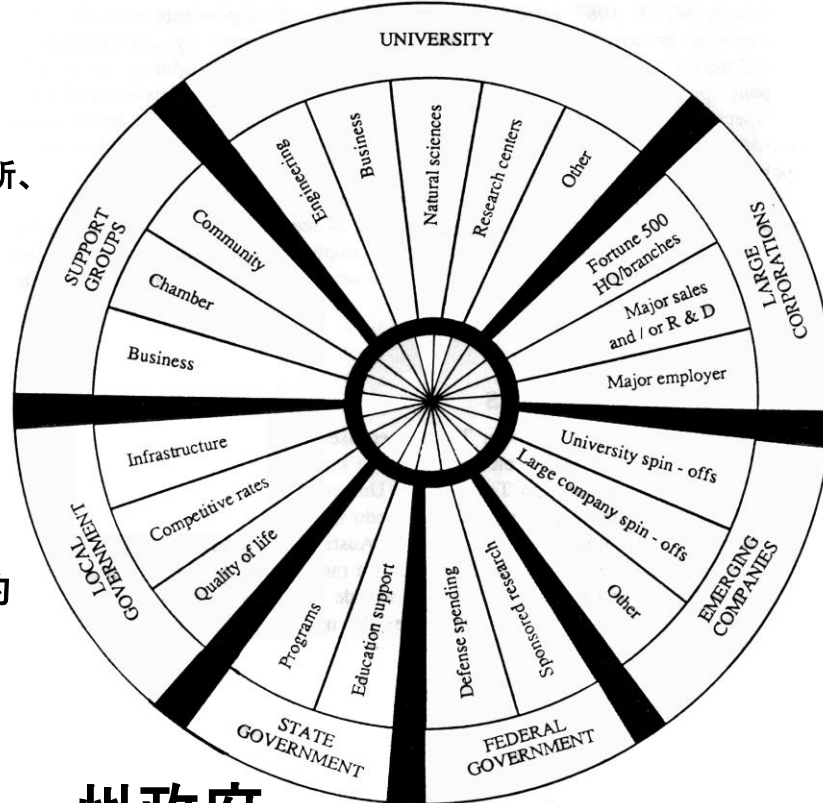 UNIVERSITY
Engineering
Business
Natural sciences
Research centers
Other
LARGE
CORPORATIONS
Fortune 500
HQ/branches
Major sales
and / or R & D
Major employer
EMERGING
COMPANIES
University spin - offs
Large company spin - offs
Other
FEDERAL
GOVERNMENT
Sponsored research
Defense spending
STATE
GOVERNMENT
Education support
Programs
LOCAL
GOVERNMENT
Quality of life
Competitive rates
Infrastructure
SUPPORT
GROUPS
Business
Chamber
Community
所、
的
州政府